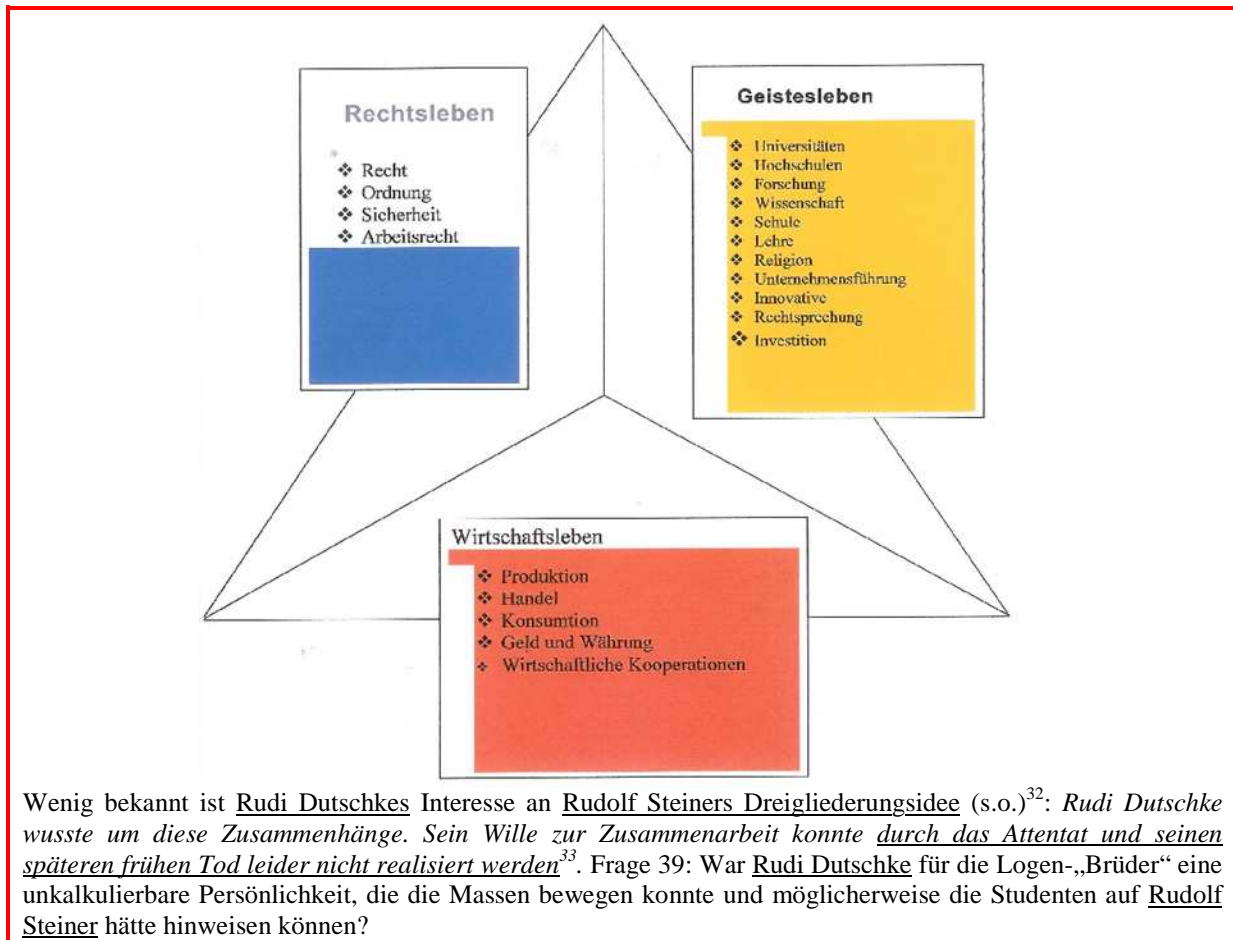 Rechtsleben
❖ Recht
❖ Ordnung
❖ Sicherheit
❖ Arbeitsrecht
Geistesleben
❖ Universitäten
❖ Hochschulen
❖ Forschung
❖ Wissenschaft
❖ Schule
❖ Lehre
❖ Religion
❖ Unternehmensführung
❖ Innovative
❖ Rechtsprechung
❖ Investition
Wirtschaftsleben
❖ Produktion
❖ Handel
❖ Konsumtion
❖ Geld und Währung
❖ Wirtschaftliche Kooperationen
Wenig bekannt ist Rudi Dutschkes Interesse an Rudolf Steiners Dreigliederungsidee (s.o.)32: Rudi Dutschke
wusste um diese Zusammenhänge. Sein Wille zur Zusammenarbeit konnte durch das Attentat und seinen
späteren frühen Tod leider nicht realisiert werden33. Frage 39: War Rudi Dutschke für die Logen-„Brüder“ eine
unkalkulierbare Persönlichkeit, die die Massen bewegen konnte und möglicherweise die Studenten auf Rudolf
Steiner hätte hinweisen können?